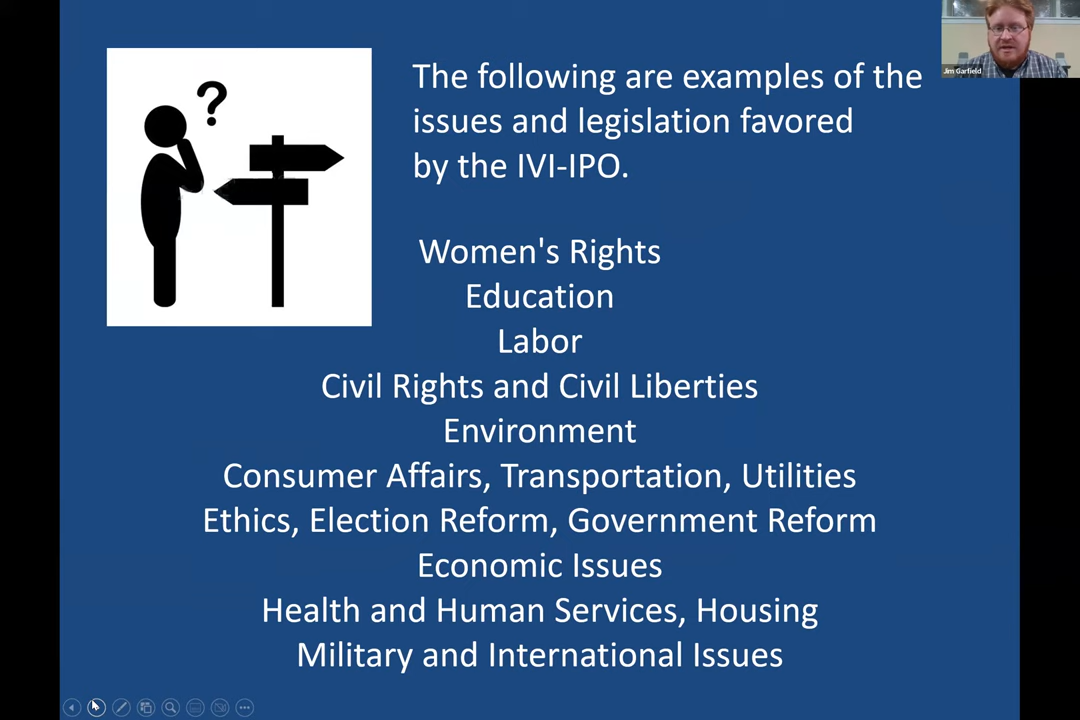 The following are examples of the
issues and legislation favored
by the IVI-IPO.
Women's Rights
Education
Labor
Civil Rights and Civil Liberties
Environment
Consumer Affairs, Transportation, Utilities
Ethics, Election Reform, Government Reform
Economic Issues
Health and Human Services, Housing
Military and International Issues
?
Jim Garfield